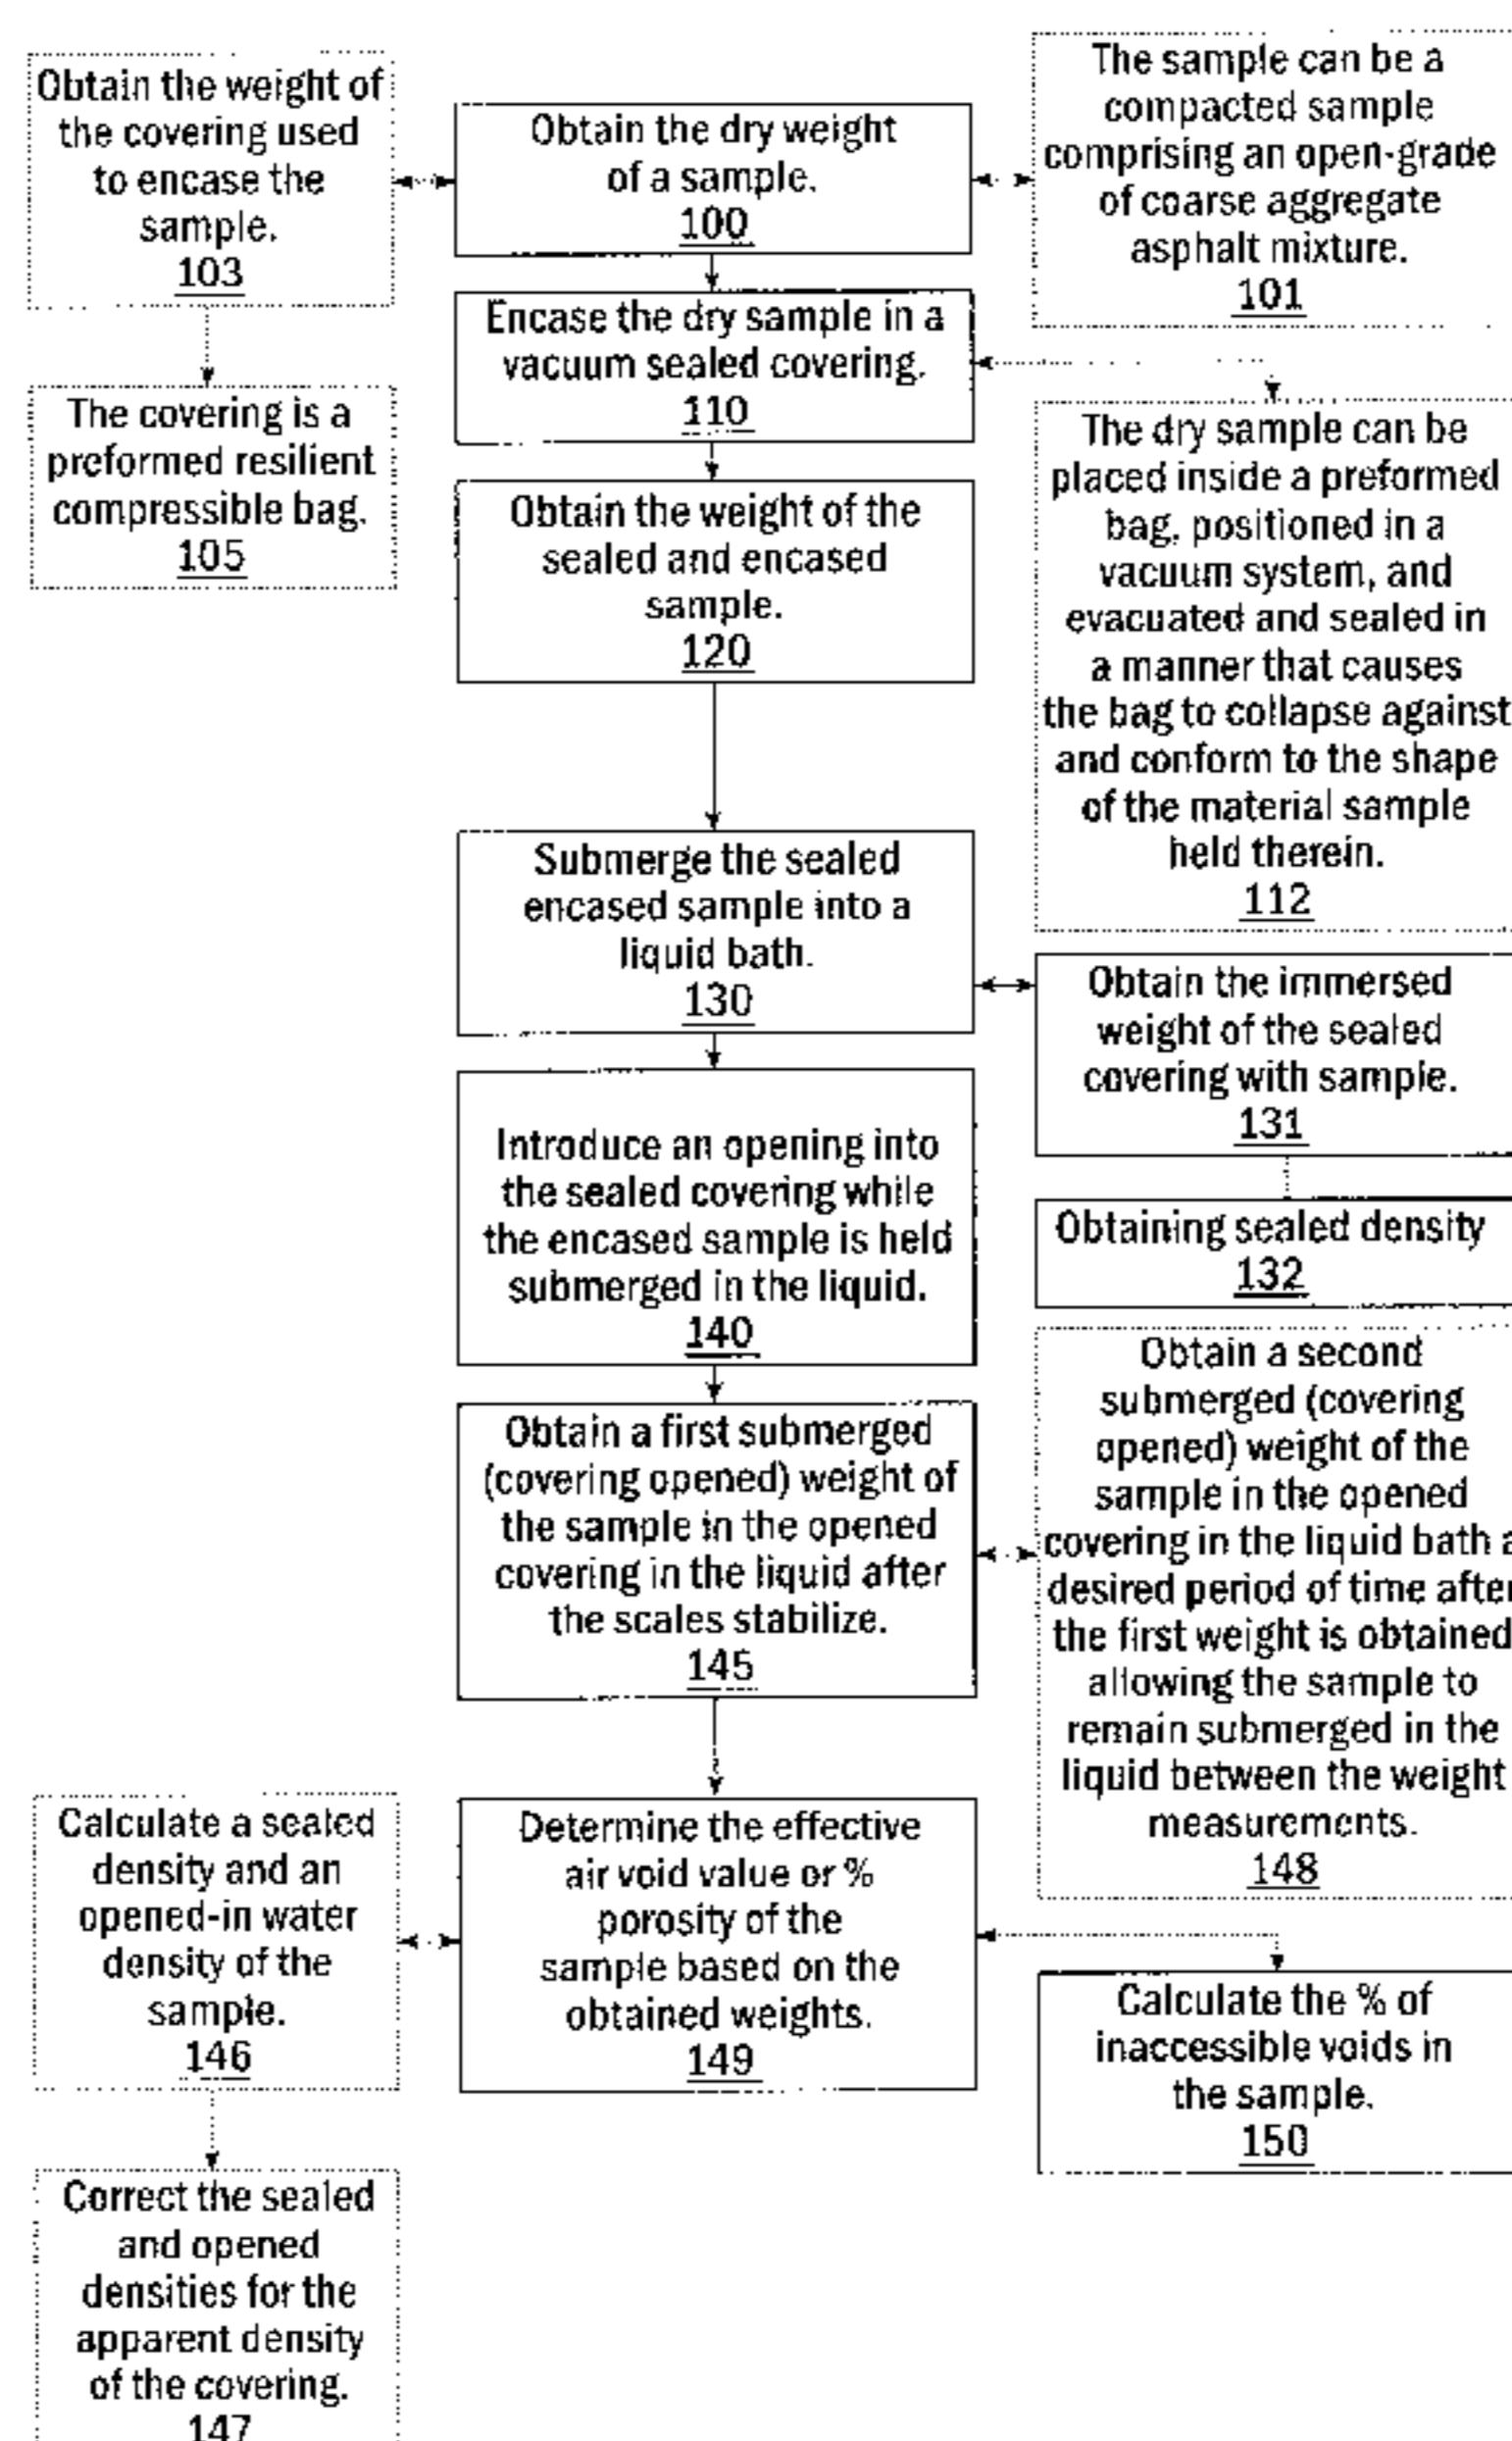 Obtain the weight of
the covering used
to encase the
sample.
103
The covering is a
preformed resilient
compressible bag.
105
Obtain the dry weight
of a sample.
100
The sample can be a
compacted sample
comprising an open-grade
of coarse aggregate
asphalt mixture.
101
Encase the dry sample in a
vacuum sealed covering.
110
The dry sample can be
placed inside a preformed
bag, positioned in a
vacuum system, and
evacuated and sealed in
a manner that causes
the bag to collapse against
and conform to the shape
of the material sample
held therein.
112
Obtain the weight of the
sealed and encased
sample.
120
Submerge the sealed
encased sample into a
liquid bath.
130
Obtain the immersed
weight of the sealed
covering with sample.
131
Obtaining sealed density
132
Introduce an opening into
the sealed covering while
the encased sample is held
submerged in the liquid.
140
Obtain a first submerged
(covering opened) weight of
the sample in the opened
covering in the liquid after
the scales stabilize.
145
Obtain a second
submerged (covering
opened) weight of the
sample in the opened
covering in the liquid bath a
desired period of time after
the first weight is obtained
allowing the sample to
remain submerged in the
liquid between the weight
measurements.
148
Calculate a sealed
density and an
opened-in water
density of the
sample.
146
Correct the sealed
and opened
densities for the
apparent density
of the covering.
147
Determine the effective
air void value or %
porosity of the
sample based on the
obtained weights.
149
Calculate the % of
inaccessible voids in
the sample.
150